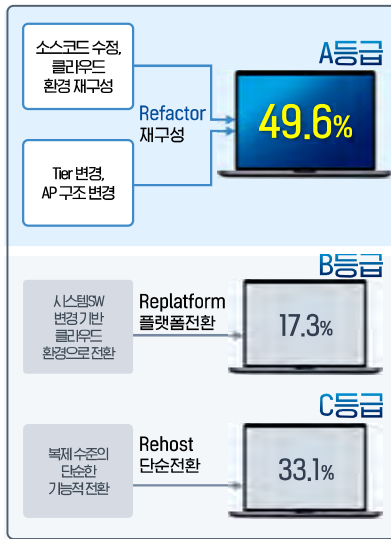 A등급
소스코드 수정,
클라우드
환경 재구성
Refactor
재구성
49.6%
Tier 변경,
AP 구조 변경
B등급
시스템SW
변경 기반
클라우드
환경으로 전환
Replatform
플랫폼전환
17.3%
C등급
복제 수준의
단순한
기능적 전환
Rehost
단순전환
33.1%